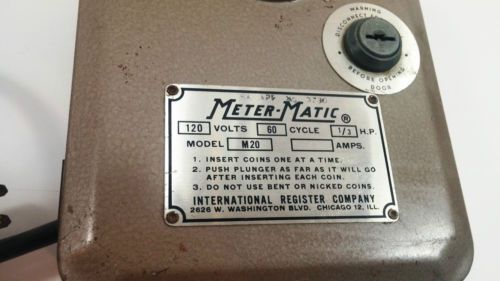 WARNING
DISCONNECT
BEFORE OPENING
DOOR
METER-MATIC®
120 VOLTS 60 CYCLE 1/3 H.P.
MODEL M20 AMPS.
1. INSERT COINS ONE AT A TIME.
2. PUSH PLUNGER AS FAR AS IT WILL GO
AFTER INSERTING EACH COIN.
3. DO NOT USE BENT OR NICKED COINS.
INTERNATIONAL REGISTER COMPANY
2626 W. WASHINGTON BLVD. CHICAGO 12, ILL.